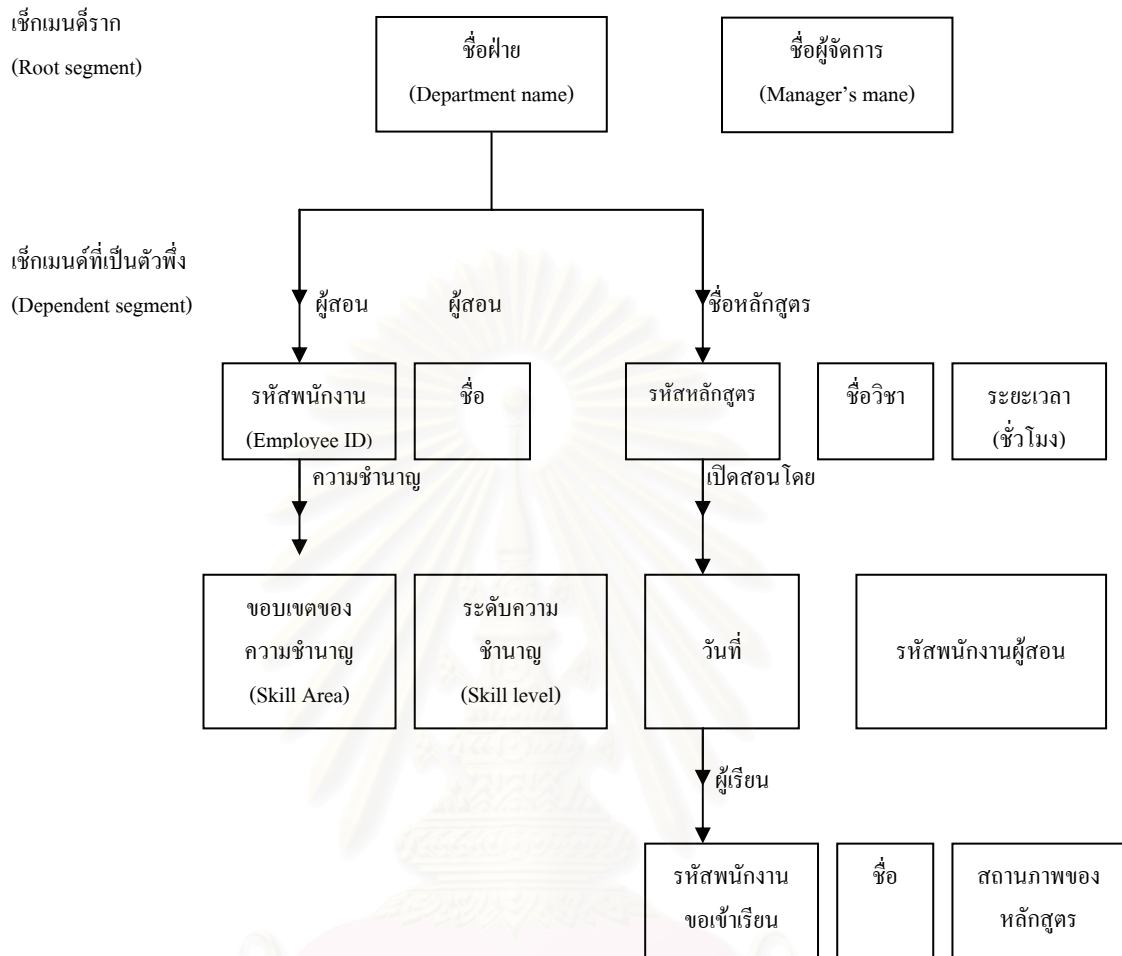 เซ็กเมนด็ราก
(Root segment)
ชื่อฝ่าย
(Department name)
ชื่อผู้จัดการ
(Manager’s mane)
เซ็กเมนด์ที่เป็นตัวพึ่ง
(Dependent segment)
ผู้สอน
ผู้สอน
ชื่อหลักสูตร
รหัสพนักงาน
(Employee ID)
ชื่อ
รหัสหลักสูตร
ชื่อวิชา
ระยะเวลา
(ชั่วโมง)
ความชำนาญ
เปิดสอนโดย
ขอบเขตของ
ความชำนาญ
(Skill Area)
ระดับความ
ชำนาญ
(Skill level)
วันที่
รหัสพนักงานผู้สอน
ผู้เรียน
รหัสพนักงาน
ขอเข้าเรียน
ชื่อ
สถานภาพของ
หลักสูตร